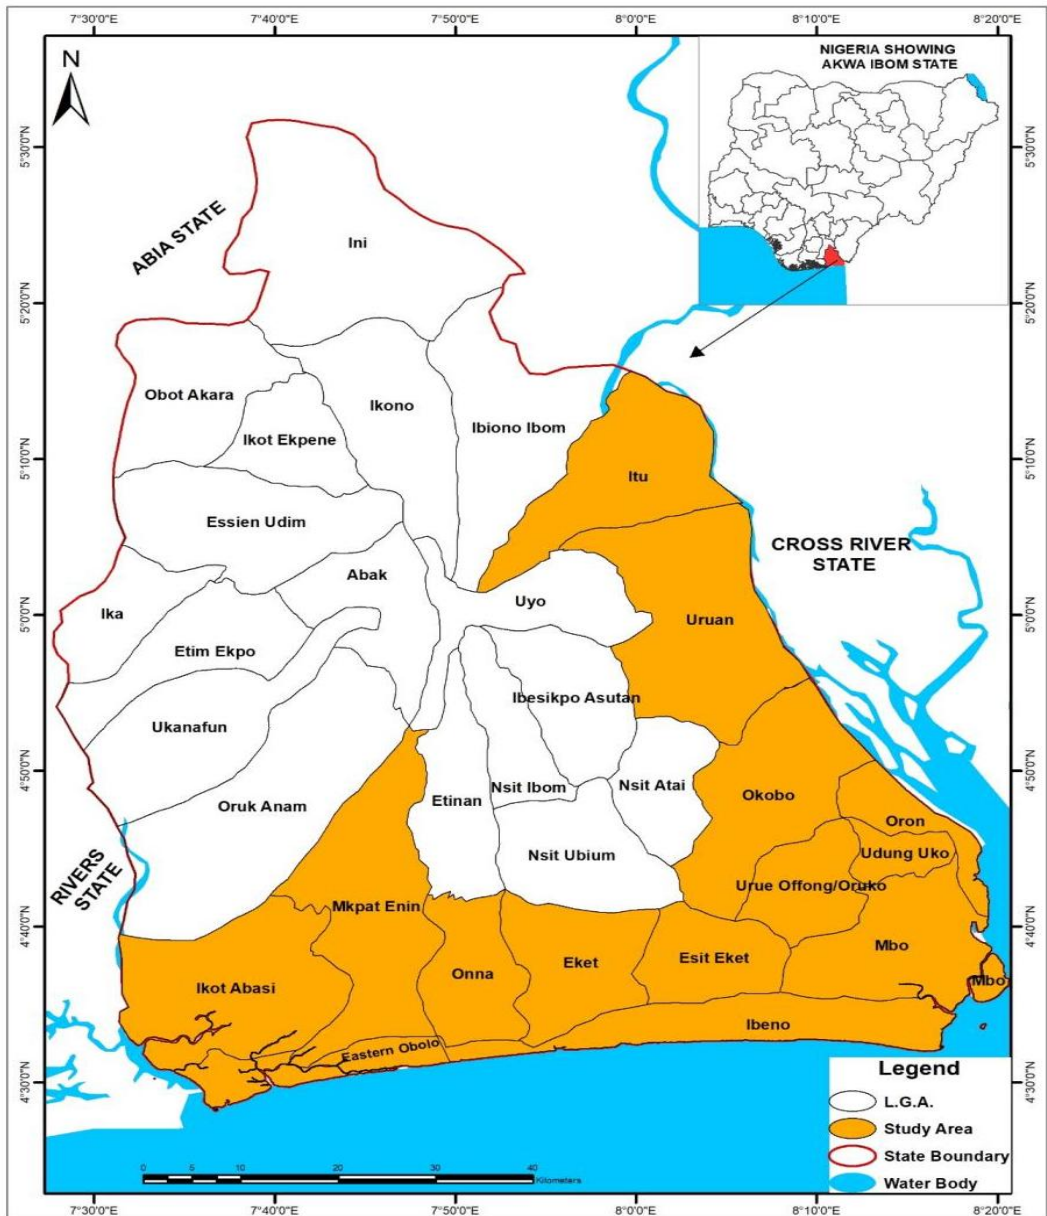 7°30'0"E
7°40'0"E
7°50'0"E
8°0'0"E
8°10'0"E
8°20'0"E
N
NIGERIA SHOWING
AKWA IBOM STATE
5°30'0"N
5°30'0"N
ABIA STATE
Ini
5°20'0"N
5°20'0"N
Obot Akara
Ikono
Ikot Ekpene
Ibiono Ibom
5°10'0"N
5°10'0"N
Itu
Essien Udim
CROSS RIVER
STATE
Abak
Ika
Uyo
5°0'0"N
5°0'0"N
Uruan
Etim Ekpo
Ibesikpo Asutan
Ukanafun
4°50'0"N
4°50'0"N
Nsit Ibom
Nsit Atai
Okobo
Etinan
Oruk Anam
Oron
Nsit Ubium
Udung Uko
RIVERS
STATE
Urue Offong/Oruko
Mkpat Enin
4°40'0"N
4°40'0"N
Mbo
Esit Eket
Eket
Onna
Mbo
Ikot Abasi
Ibeno
Eastern Obolo
4°30'0"N
4°30'0"N
Legend
L.G.A.
Study Area
State Boundary
Water Body
0 5 10 20 30 40
Kilometers
7°30'0"E
7°40'0"E
7°50'0"E
8°0'0"E
8°10'0"E
8°20'0"E